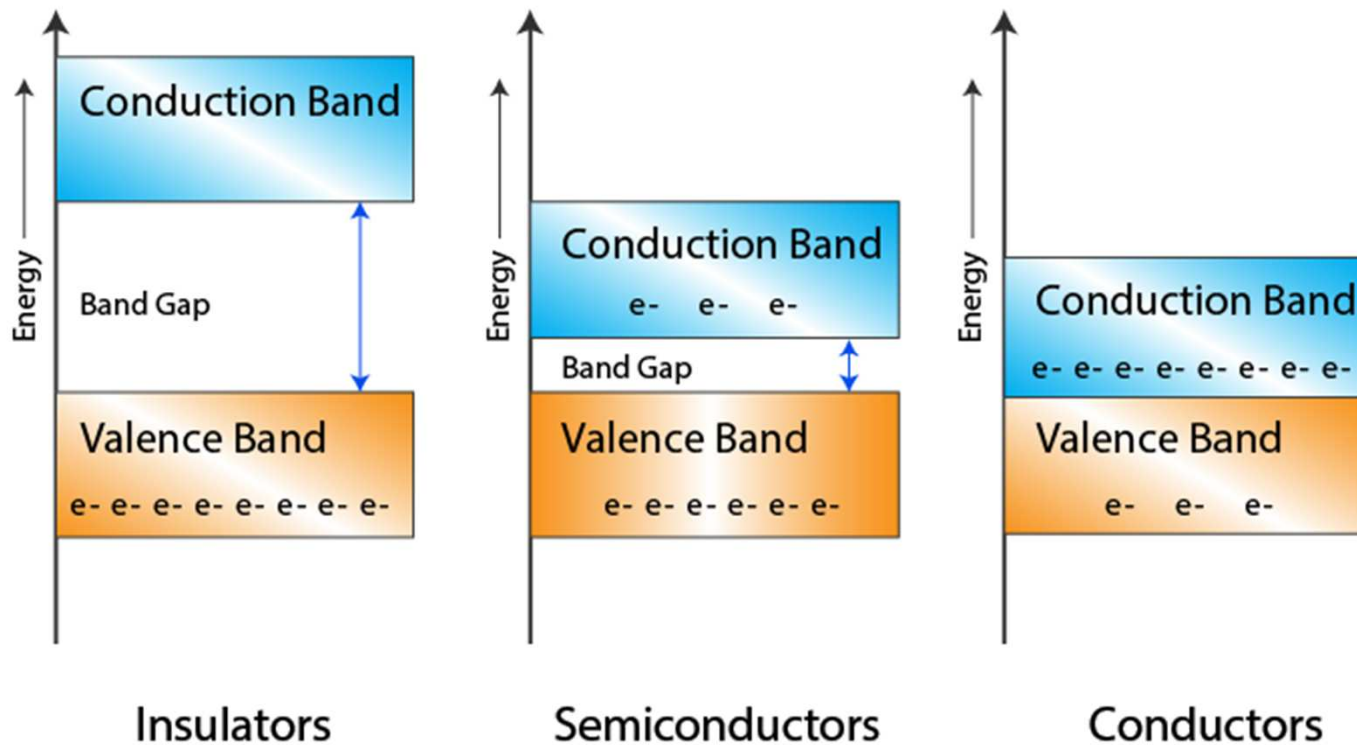 Energy
Conduction Band
Band Gap
Valence Band
e- e- e- e- e- e- e- e-
Insulators
Energy
Conduction Band
e- e- e-
Band Gap
Valence Band
e- e- e- e- e- e-
Semiconductors
Energy
Conduction Band
e- e- e- e- e- e- e- e-
Valence Band
e- e- e-
Conductors